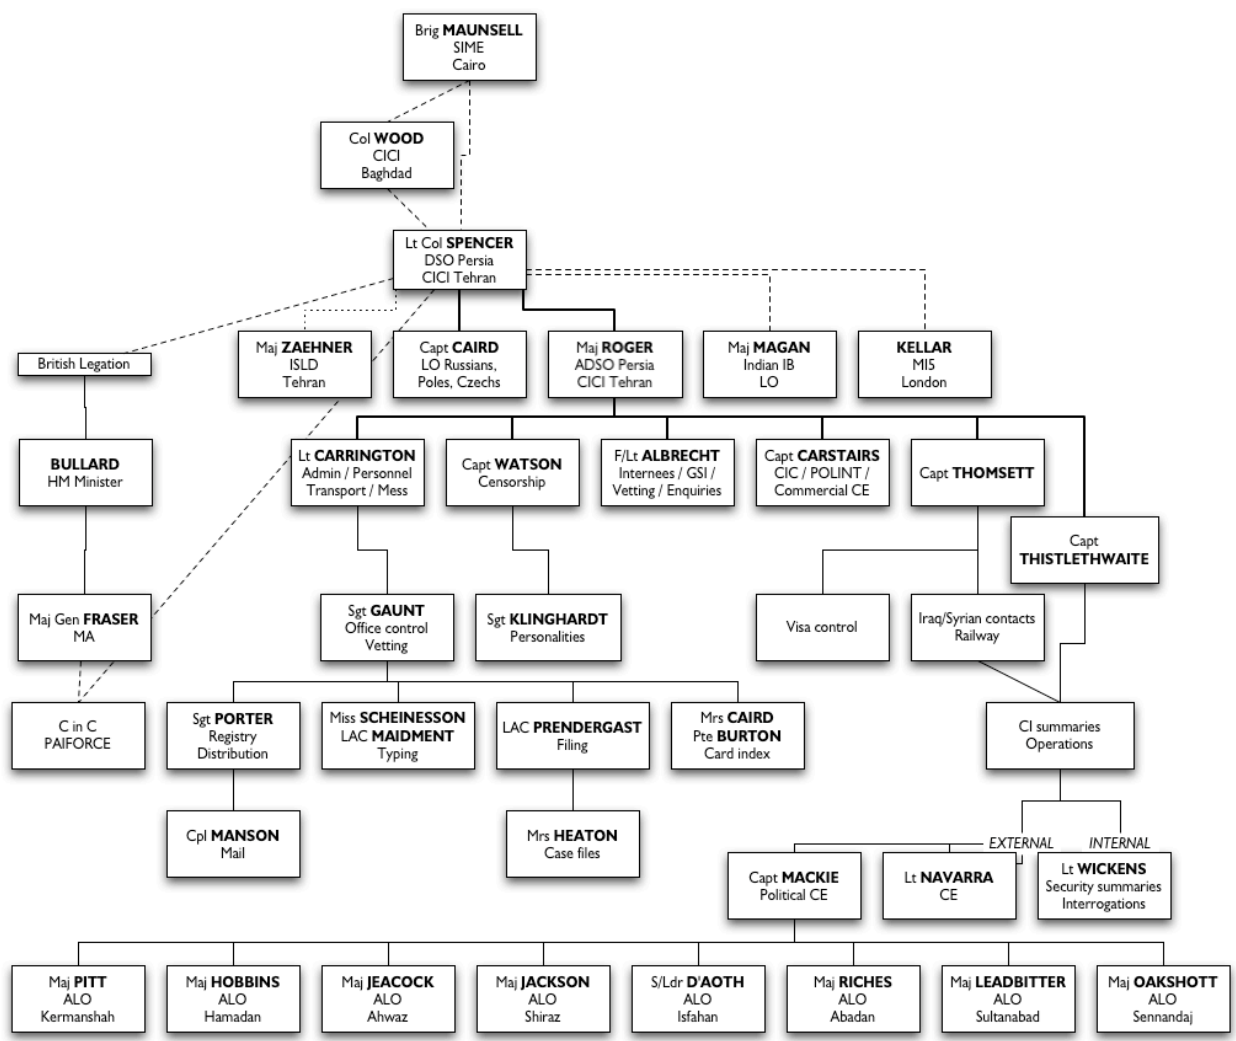 Brig MAUNSELL
SIME
Cairo
Col WOOD
CICI
Baghdad
Lt Col SPENCER
DSO Persia
CICI Tehran
British Legation
Maj ZAEHNER
ISLD
Tehran
Capt CAIRD
LO Russians,
Poles, Czechs
Maj ROGER
ADSO Persia
CICI Tehran
Maj MAGAN
Indian IB
LO
KELLAR
MI5
London
BULLARD
HM Minister
Lt CARRINGTON
Admin / Personnel
Transport / Mess
Capt WATSON
Censorship
F/Lt ALBRECHT
Internees / GSI /
Vetting / Enquiries
Capt CARSTAIRS
CIC / POLINT /
Commercial CE
Capt THOMSETT
Capt
THISTLETHWAITE
Maj Gen FRASER
MA
Sgt GAUNT
Office control
Vetting
Sgt KLINGHARDT
Personalities
Visa control
Iraq/Syrian contacts
Railway
C in C
PAIFORCE
Sgt PORTER
Registry
Distribution
Miss SCHEINESSON
LAC MAIDMENT
Typing
LAC PRENDERGAST
Filing
Mrs CAIRD
Pte BURTON
Card index
CI summaries
Operations
Cpl MANSON
Mail
Mrs HEATON
Case files
EXTERNAL
INTERNAL
Capt MACKIE
Political CE
Lt NAVARRA
CE
Lt WICKENS
Security summaries
Interrogations
Maj PITT
ALO
Kermanshah
Maj HOBBINS
ALO
Hamadan
Maj JEACOCK
ALO
Ahwaz
Maj JACKSON
ALO
Shiraz
S/Ldr D'AOTH
ALO
Isfahan
Maj RICHES
ALO
Abadan
Maj LEADBITTER
ALO
Sultanabad
Maj OAKSHOTT
ALO
Sennandaj